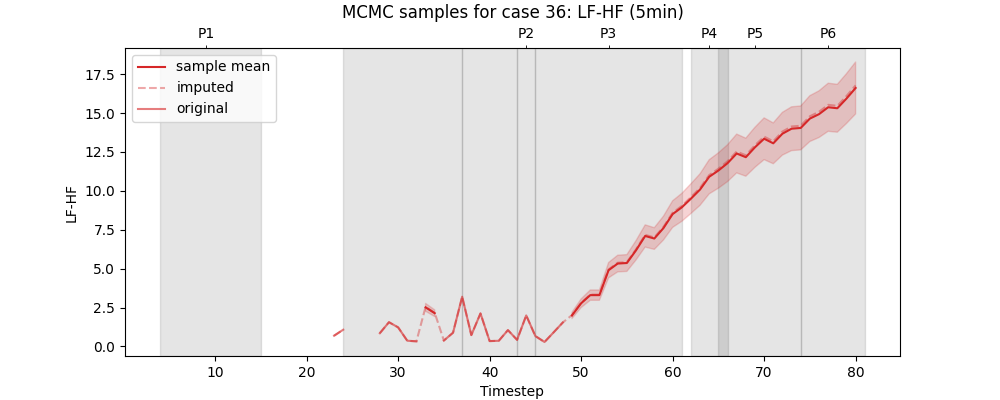 MCMC samples for case 36: LF-HF (5min)
P1 P2 P3 P4 P5 P6
sample mean
imputed
original
17.5
15.0
12.5
10.0
7.5
5.0
2.5
0.0
LF-HF
10 20 30 40 50 60 70 80
Timestep